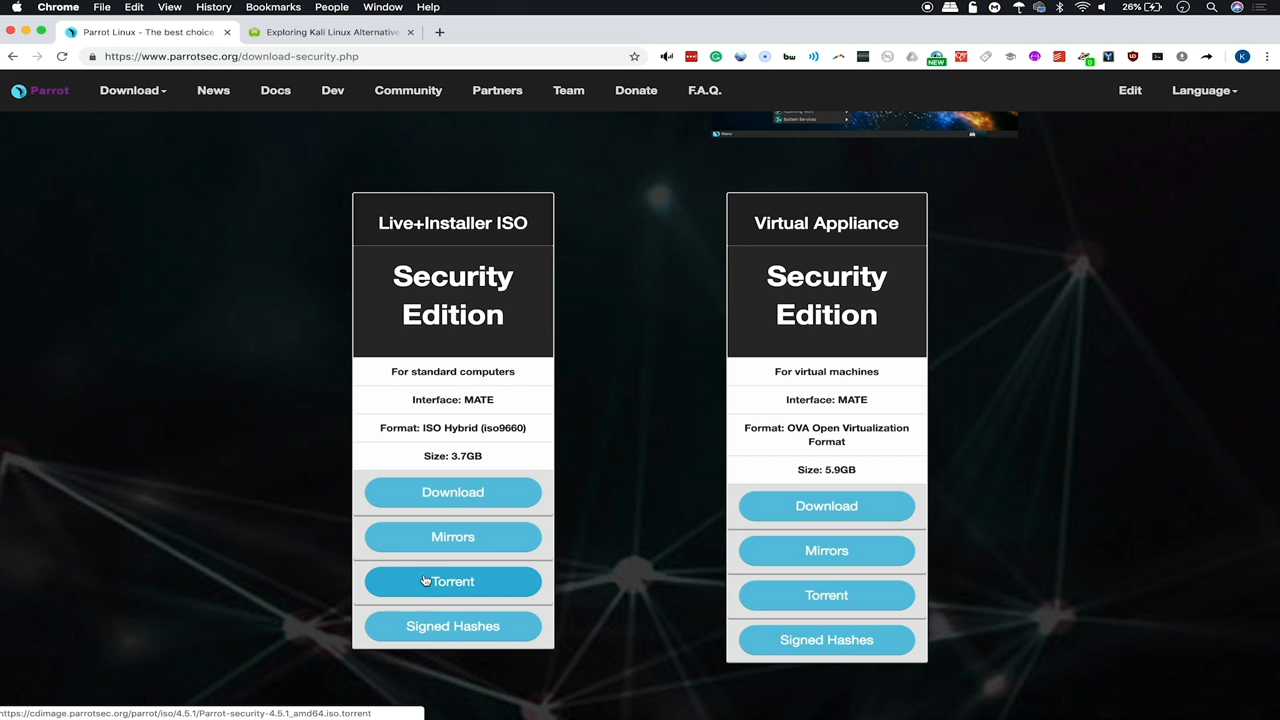 Chrome File Edit View History Bookmarks People Window Help 26%
Parrot Linux - The best choice Exploring Kali Linux Alternative
https://www.parrotsec.org/download-security.php NEW 0 K
Parrot Download News Docs Dev Community Partners Team Donate F.A.Q. Edit Language
System Services
Menu
Live+Installer ISO
Security
Edition
For standard computers
Interface: MATE
Format: ISO Hybrid (iso9660)
Size: 3.7GB
Download
Mirrors
Torrent
Signed Hashes
Virtual Appliance
Security
Edition
For virtual machines
Interface: MATE
Format: OVA Open Virtualization
Format
Size: 5.9GB
Download
Mirrors
Torrent
Signed Hashes
https://cdimage.parrotsec.org/parrot/iso/4.5.1/Parrot-security-4.5.1_amd64.iso.torrent